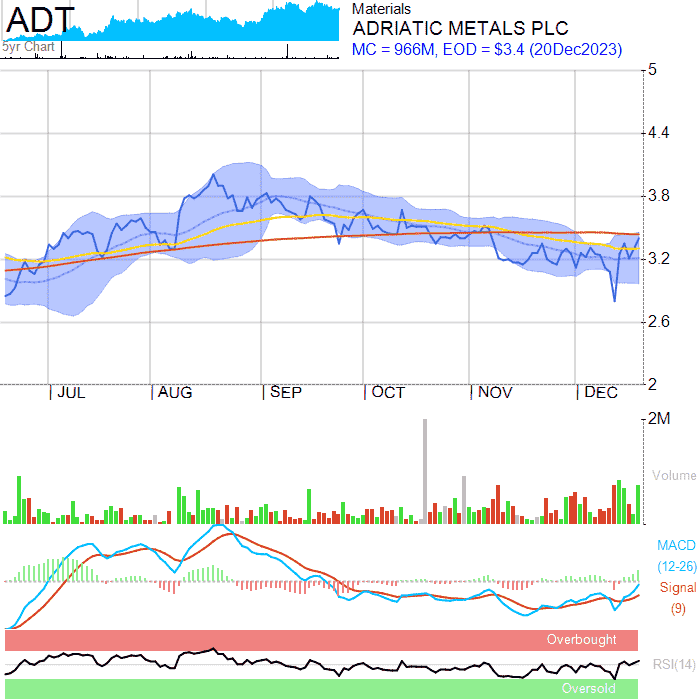 ADT
5yr Chart
Materials
ADRIATIC METALS PLC
MC = 966M, EOD = $3.4 (20Dec2023)
5
4.4
3.8
3.2
2.6
2
JUL AUG SEP OCT NOV DEC
2M
Volume
MACD
(12-26)
Signal
(9)
Overbought
RSI(14)
Oversold